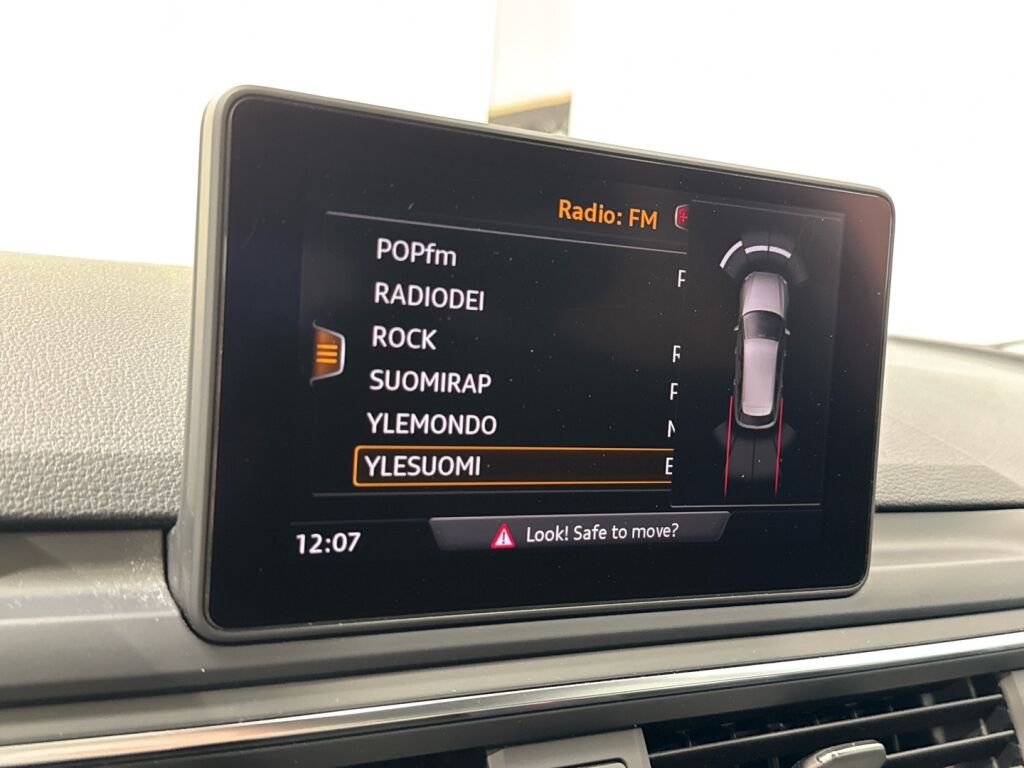 Radio: FM
POPfm
RADIODEI
ROCK
SUOMIRAP
YLEMONDO
YLESUOMI
12:07
Look! Safe to move?